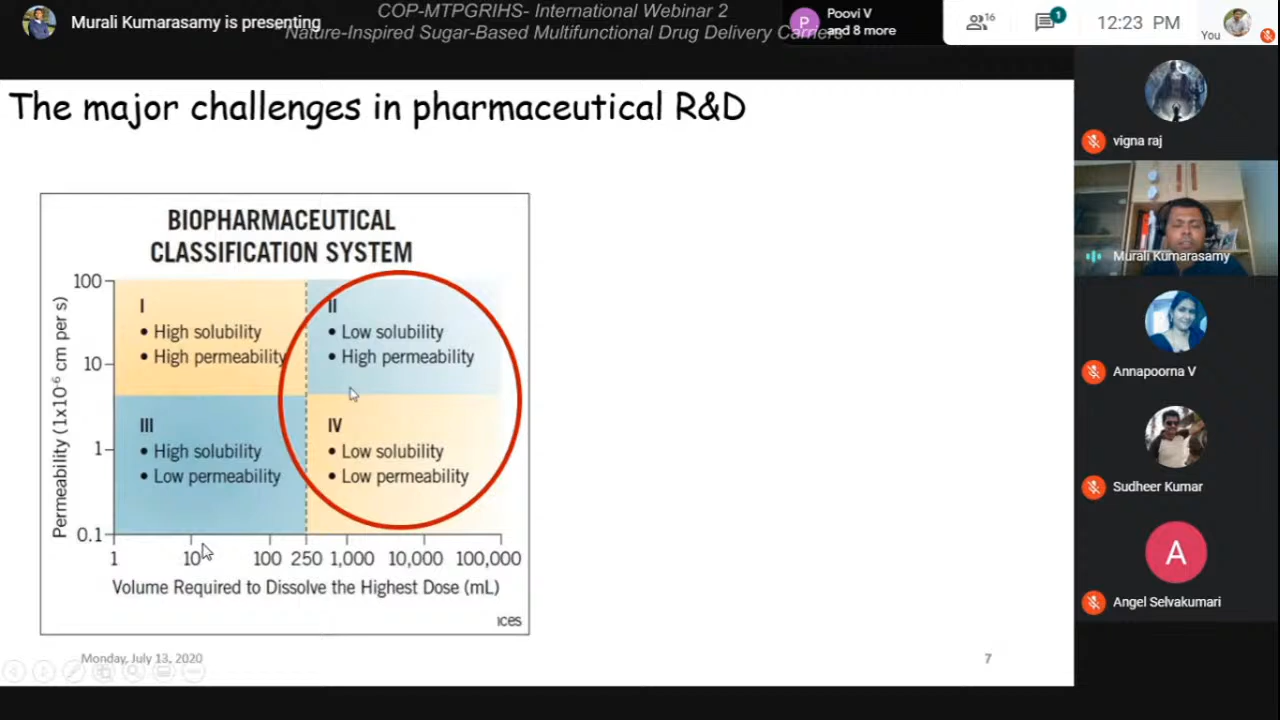 Murali Kumarasamy is presenting
COP-MTPGRIHS- International Webinar 2
"Nature-Inspired Sugar-Based Multifunctional Drug Delivery Carriers"
P
Poovi V
and 8 more
16
1
12:23 PM
You
The major challenges in pharmaceutical R&D
BIOPHARMACEUTICAL
CLASSIFICATION SYSTEM
Permeability (1x10⁻⁶ cm per s)
100
10
1
0.1
I
• High solubility
• High permeability
II
• Low solubility
• High permeability
III
• High solubility
• Low permeability
IV
• Low solubility
• Low permeability
1 10 100 250 1,000 10,000 100,000
Volume Required to Dissolve the Highest Dose (mL)
ıces
Monday, July 13, 2020
7
vigna raj
Murali Kumarasamy
Annapoorna V
Sudheer Kumar
A
Angel Selvakumari